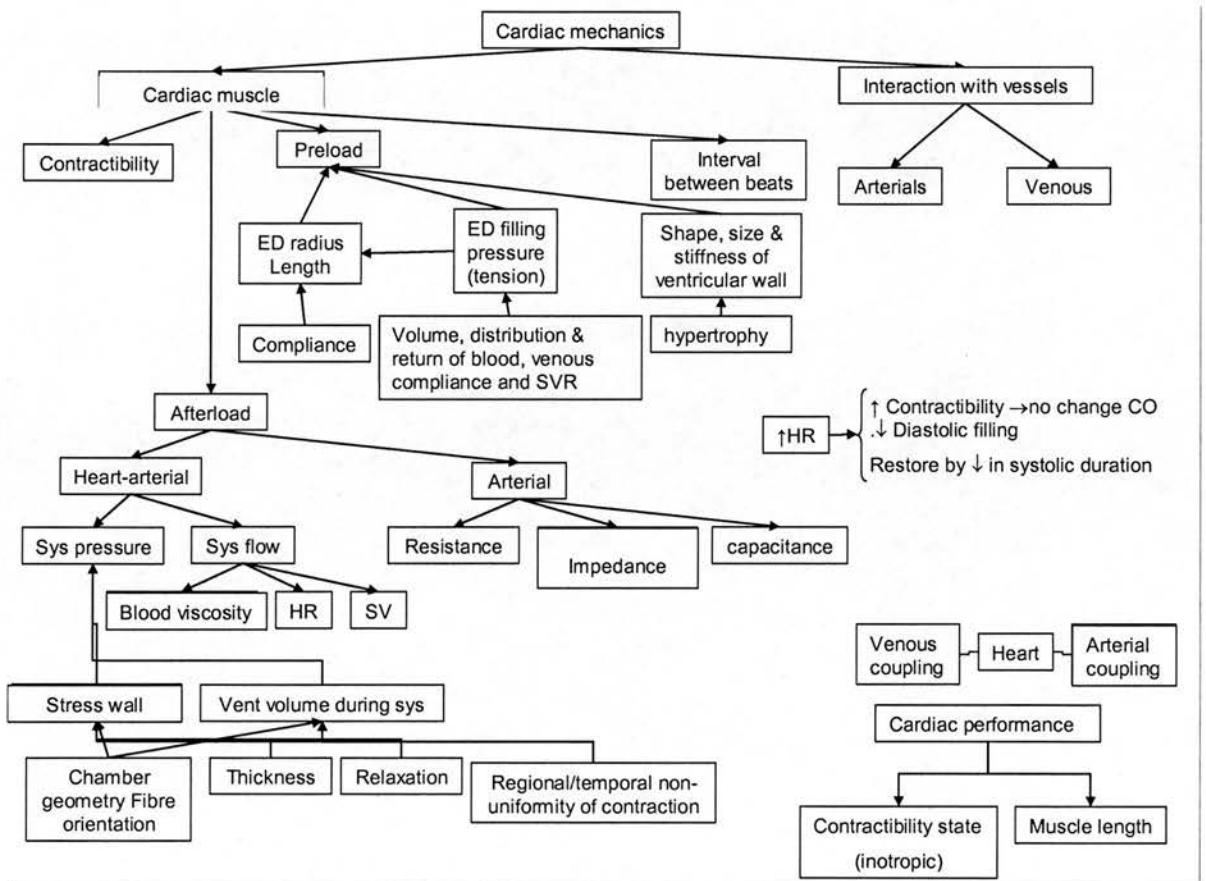 Cardiac mechanics
Cardiac muscle
Interaction with vessels
Contractibility
Preload
Interval
between beats
Arterials
Venous
ED radius
Length
ED filling
pressure
(tension)
Shape, size &
stiffness of
ventricular wall
Compliance
Volume, distribution &
return of blood, venous
compliance and SVR
hypertrophy
Afterload
↑HR
↑ Contractibility →no change CO
.↓ Diastolic filling
Restore by ↓ in systolic duration
Heart-arterial
Arterial
Sys pressure
Sys flow
Resistance
Impedance
capacitance
Blood viscosity
HR
SV
Venous
coupling
Heart
Arterial
coupling
Stress wall
Vent volume during sys
Cardiac performance
Chamber
geometry Fibre
orientation
Thickness
Relaxation
Regional/temporal non-
uniformity of contraction
Contractibility state
(inotropic)
Muscle length